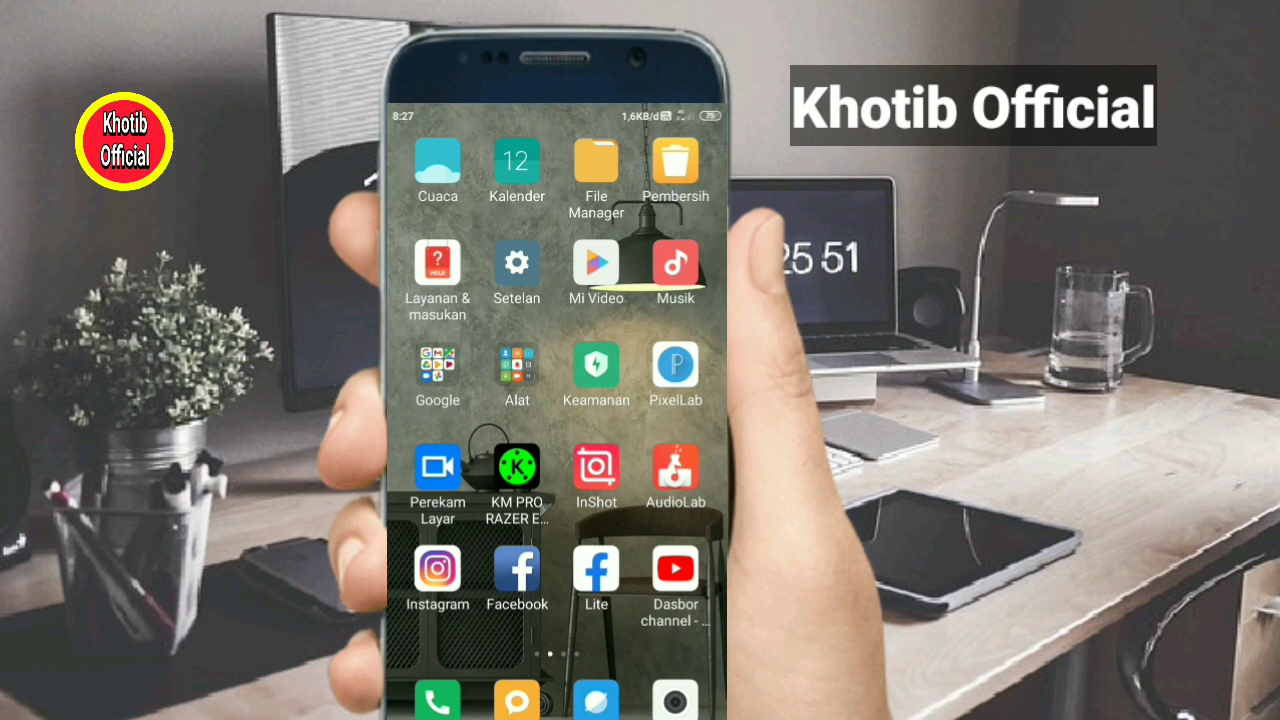 Khotib Official
Khotib
Official
8:27
1,6KB/d
75
12
Cuaca
Kalender
File
Manager
Pembersih
?
MIUI
Layanan &
masukan
Setelan
Mi Video
Musik
25 51
Google
Alat
Keamanan
PixelLab
P
K
Perekam
Layar
KM PRO
RAZER E...
InShot
AudioLab
Instagram
Facebook
Lite
Dasbor
channel - ...